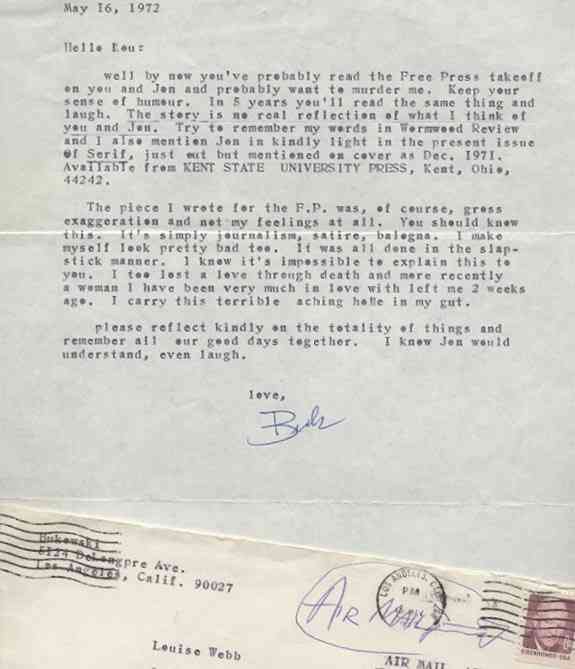 May 16, 1972
Hello Lou:
well by now you've probably read the Free Press takeoff
on you and Jon and probably want to murder me. Keep your
sense of humour. In 5 years you'll read the same thing and
laugh. The story is no real reflection of what I think of
you and Jon. Try to remember my words in Wormwood Review
and I also mention Jon in kindly light in the present issue
of Serif, just out but mentioned on cover as Dec. 1971.
Available from KENT STATE UNIVERSITY PRESS, Kent, Ohio,
44242.
The piece I wrote for the F.P. was, of course, gross
exaggeration and not my feelings at all. You should know
this. It's simply journalism, satire, balogna. I make
myself look pretty bad too. It was all done in the slap-
stick manner. I know it's impossible to explain this to
you. I too lost a love through death and more recently
a woman I have been very much in love with left me 2 weeks
ago. I carry this terrible aching hole in my gut.
please reflect kindly on the totality of things and
remember all our good days together. I know Jon would
understand, even laugh.
love,
Buk
Bukowski
5124 DeLongpre Ave.
Los Angeles, Calif. 90027
LOS ANGELES, CALIF
PM
AIR MAIL
EISENHOWER·USA
Louise Webb
AIR MAIL